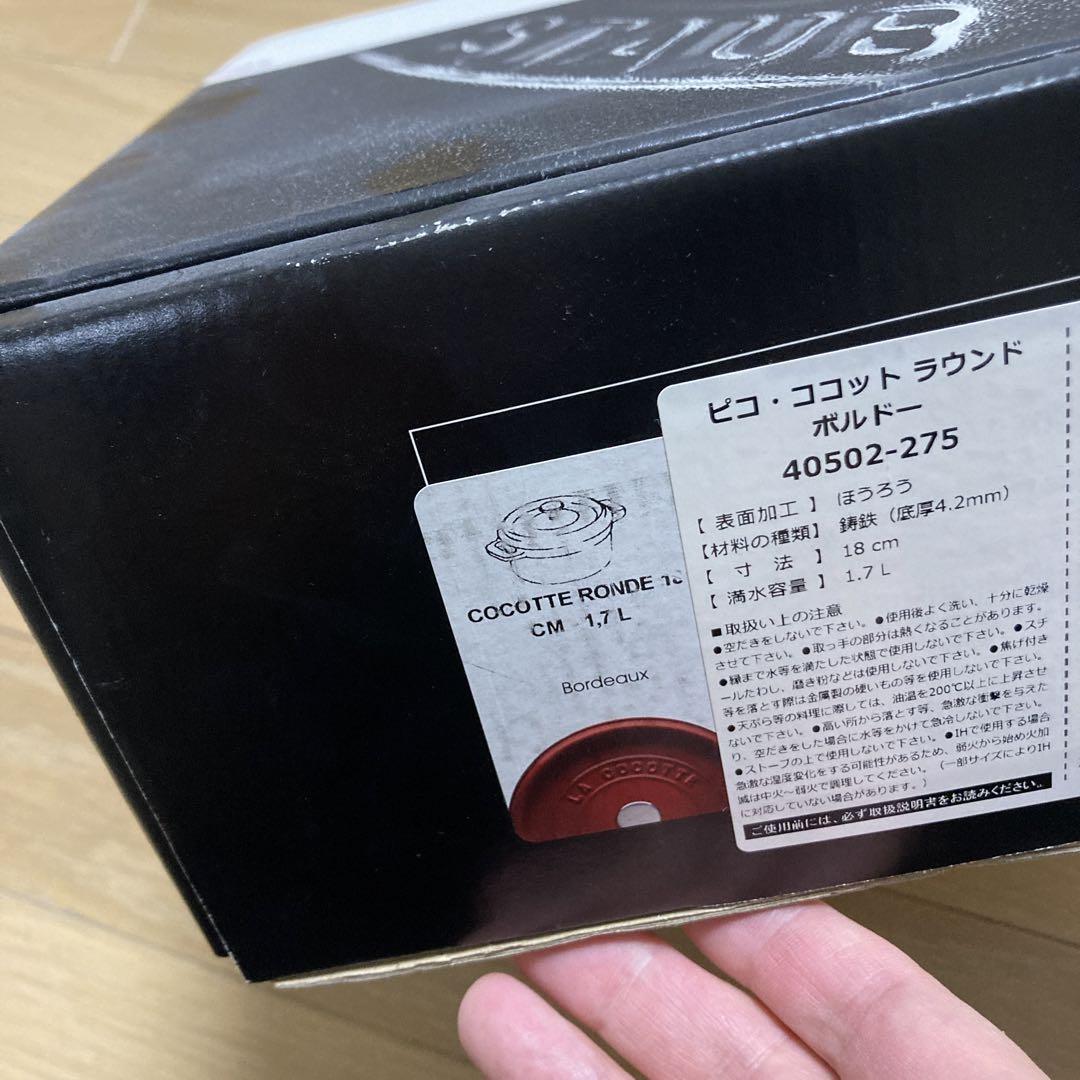 STAUB
ピコ・ココット ラウンド
ボルドー
40502-275
【 表面加工 】 ほうろう
【材料の種類】 鋳鉄（底厚4.2mm）
【 寸 法 】 18 cm
【 満水容量 】 1.7 L
■取扱い上の注意
●空だきをしないで下さい。●使用後よく洗い、十分に乾燥
させて下さい。●取っ手の部分は熱くなることがあります。
●縁まで水等を満たした状態で使用しないで下さい。●スチ
ールたわし、磨き粉などは使用しないで下さい。●焦げ付き
等を落とす際は金属製の硬いもの等を使用しないで下さい。
●天ぷら等の料理に際しては、油温を200℃以上に上昇させ
ないで下さい。●高い所から落とす等、急激な衝撃を与えた
り、空だきをした場合に水等をかけて急冷しないで下さい。
●ストーブの上で使用しないで下さい。●IHで使用する場合
急激な温度変化をする可能性があるため、弱火から始め火加
減は中火～弱火で調理してください。（一部サイズによりIH
に対応していない場合があります。）
ご使用前には、必ず取扱説明書をお読みください。
COCOTTE RONDE 18
CM 1,7 L
Bordeaux
LA COCOTTE